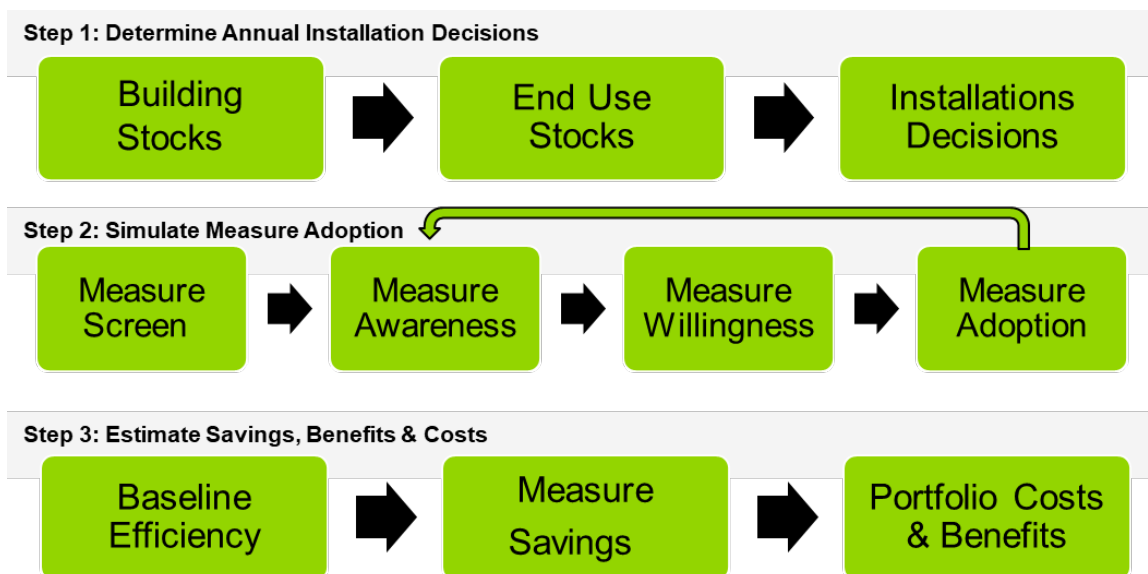 Step 1: Determine Annual Installation Decisions
Building
Stocks
End Use
Stocks
Installations
Decisions
Step 2: Simulate Measure Adoption
Measure
Screen
Measure
Awareness
Measure
Willingness
Measure
Adoption
Step 3: Estimate Savings, Benefits & Costs
Baseline
Efficiency
Measure
Savings
Portfolio Costs
& Benefits